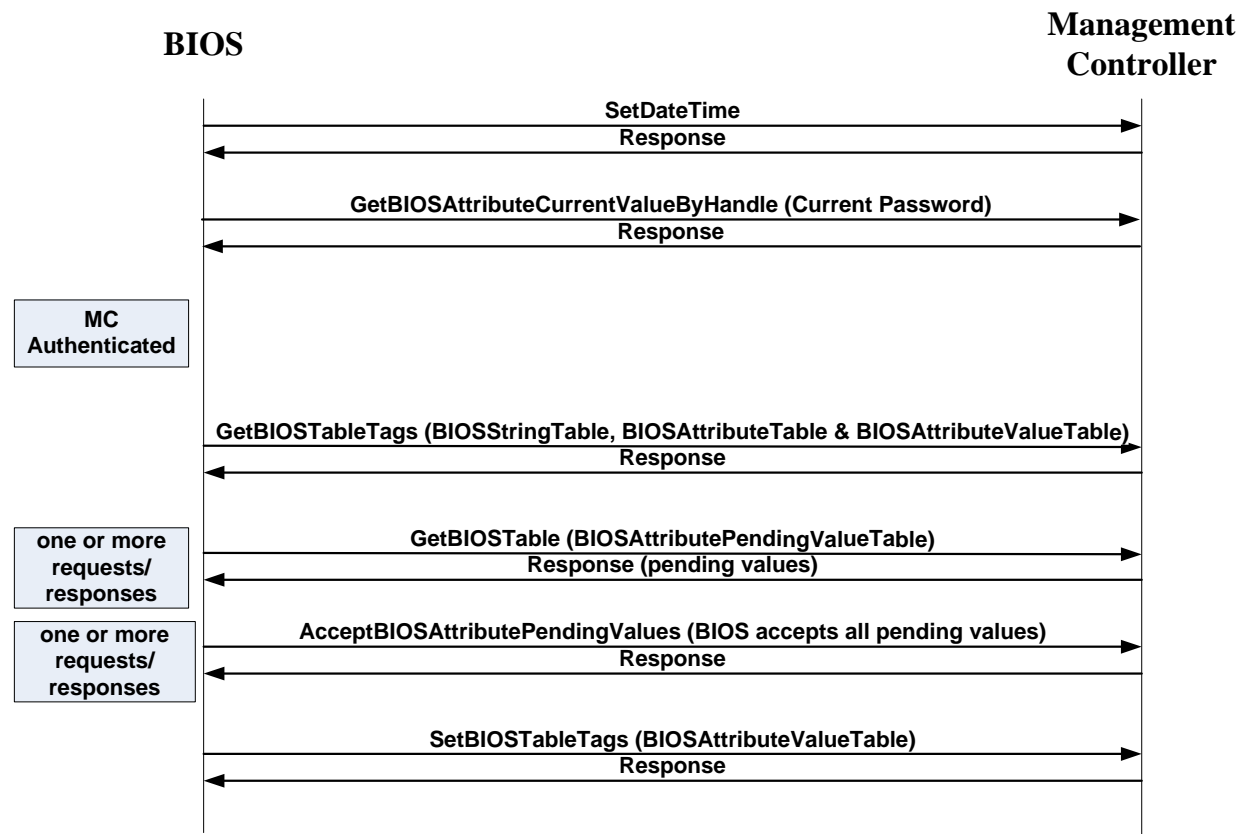 BIOS
Management
Controller
SetDateTime
Response
GetBIOSAttributeCurrentValueByHandle (Current Password)
Response
MC
Authenticated
GetBIOSTableTags (BIOSStringTable, BIOSAttributeTable & BIOSAttributeValueTable)
Response
one or more
requests/
responses
GetBIOSTable (BIOSAttributePendingValueTable)
Response (pending values)
one or more
requests/
responses
AcceptBIOSAttributePendingValues (BIOS accepts all pending values)
Response
SetBIOSTableTags (BIOSAttributeValueTable)
Response